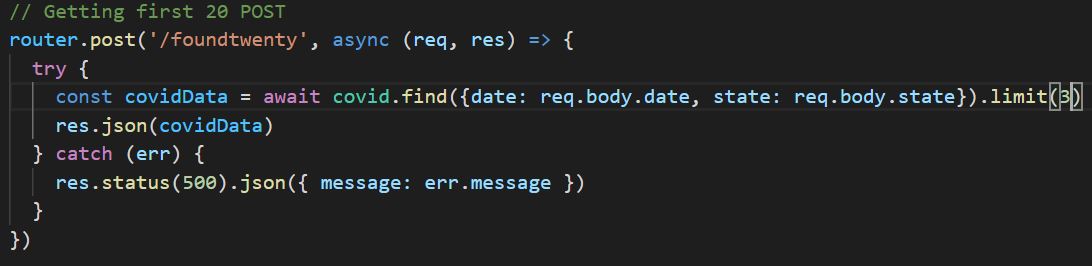 // Getting first 20 POST
router.post('/foundtwenty', async (req, res) => {
  try {
    const covidData = await covid.find({date: req.body.date, state: req.body.state}).limit(3)
    res.json(covidData)
  } catch (err) {
    res.status(500).json({ message: err.message })
  }
})